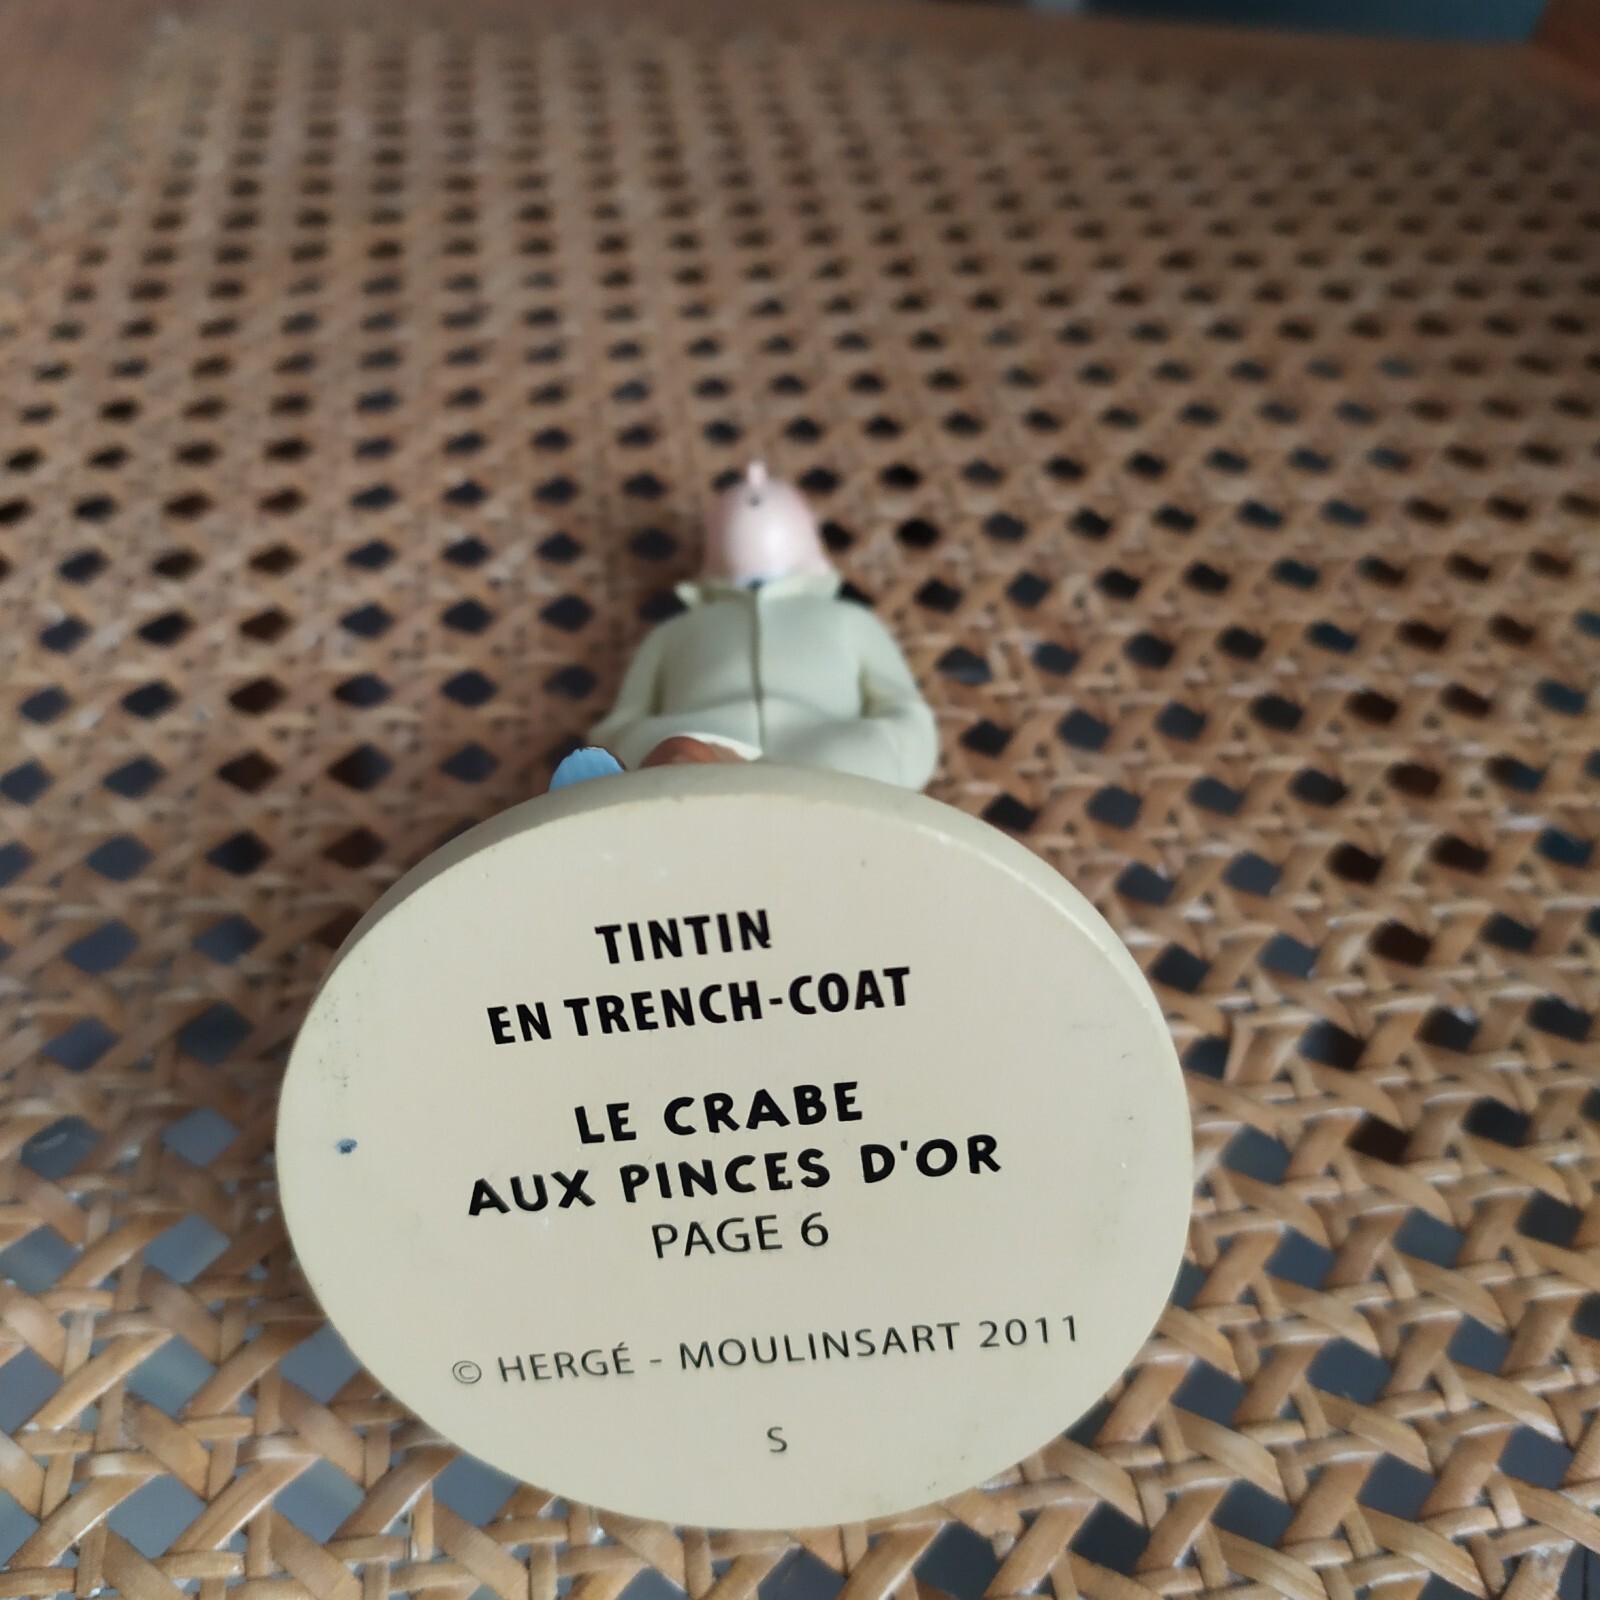 TINTIN
EN TRENCH-COAT
LE CRABE
AUX PINCES D'OR
PAGE 6
© HERGÉ - MOULINSART 2011
S